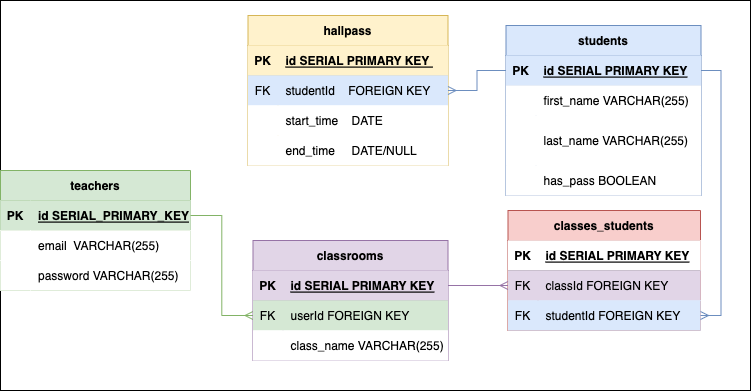 hallpass
PK id SERIAL PRIMARY KEY
FK studentId FOREIGN KEY
start_time DATE
end_time DATE/NULL
students
PK id SERIAL PRIMARY KEY
first_name VARCHAR(255)
last_name VARCHAR(255)
has_pass BOOLEAN
teachers
PK id SERIAL_PRIMARY_KEY
email VARCHAR(255)
password VARCHAR(255)
classrooms
PK id SERIAL PRIMARY KEY
FK userId FOREIGN KEY
class_name VARCHAR(255)
classes_students
PK id SERIAL PRIMARY KEY
FK classId FOREIGN KEY
FK studentId FOREIGN KEY